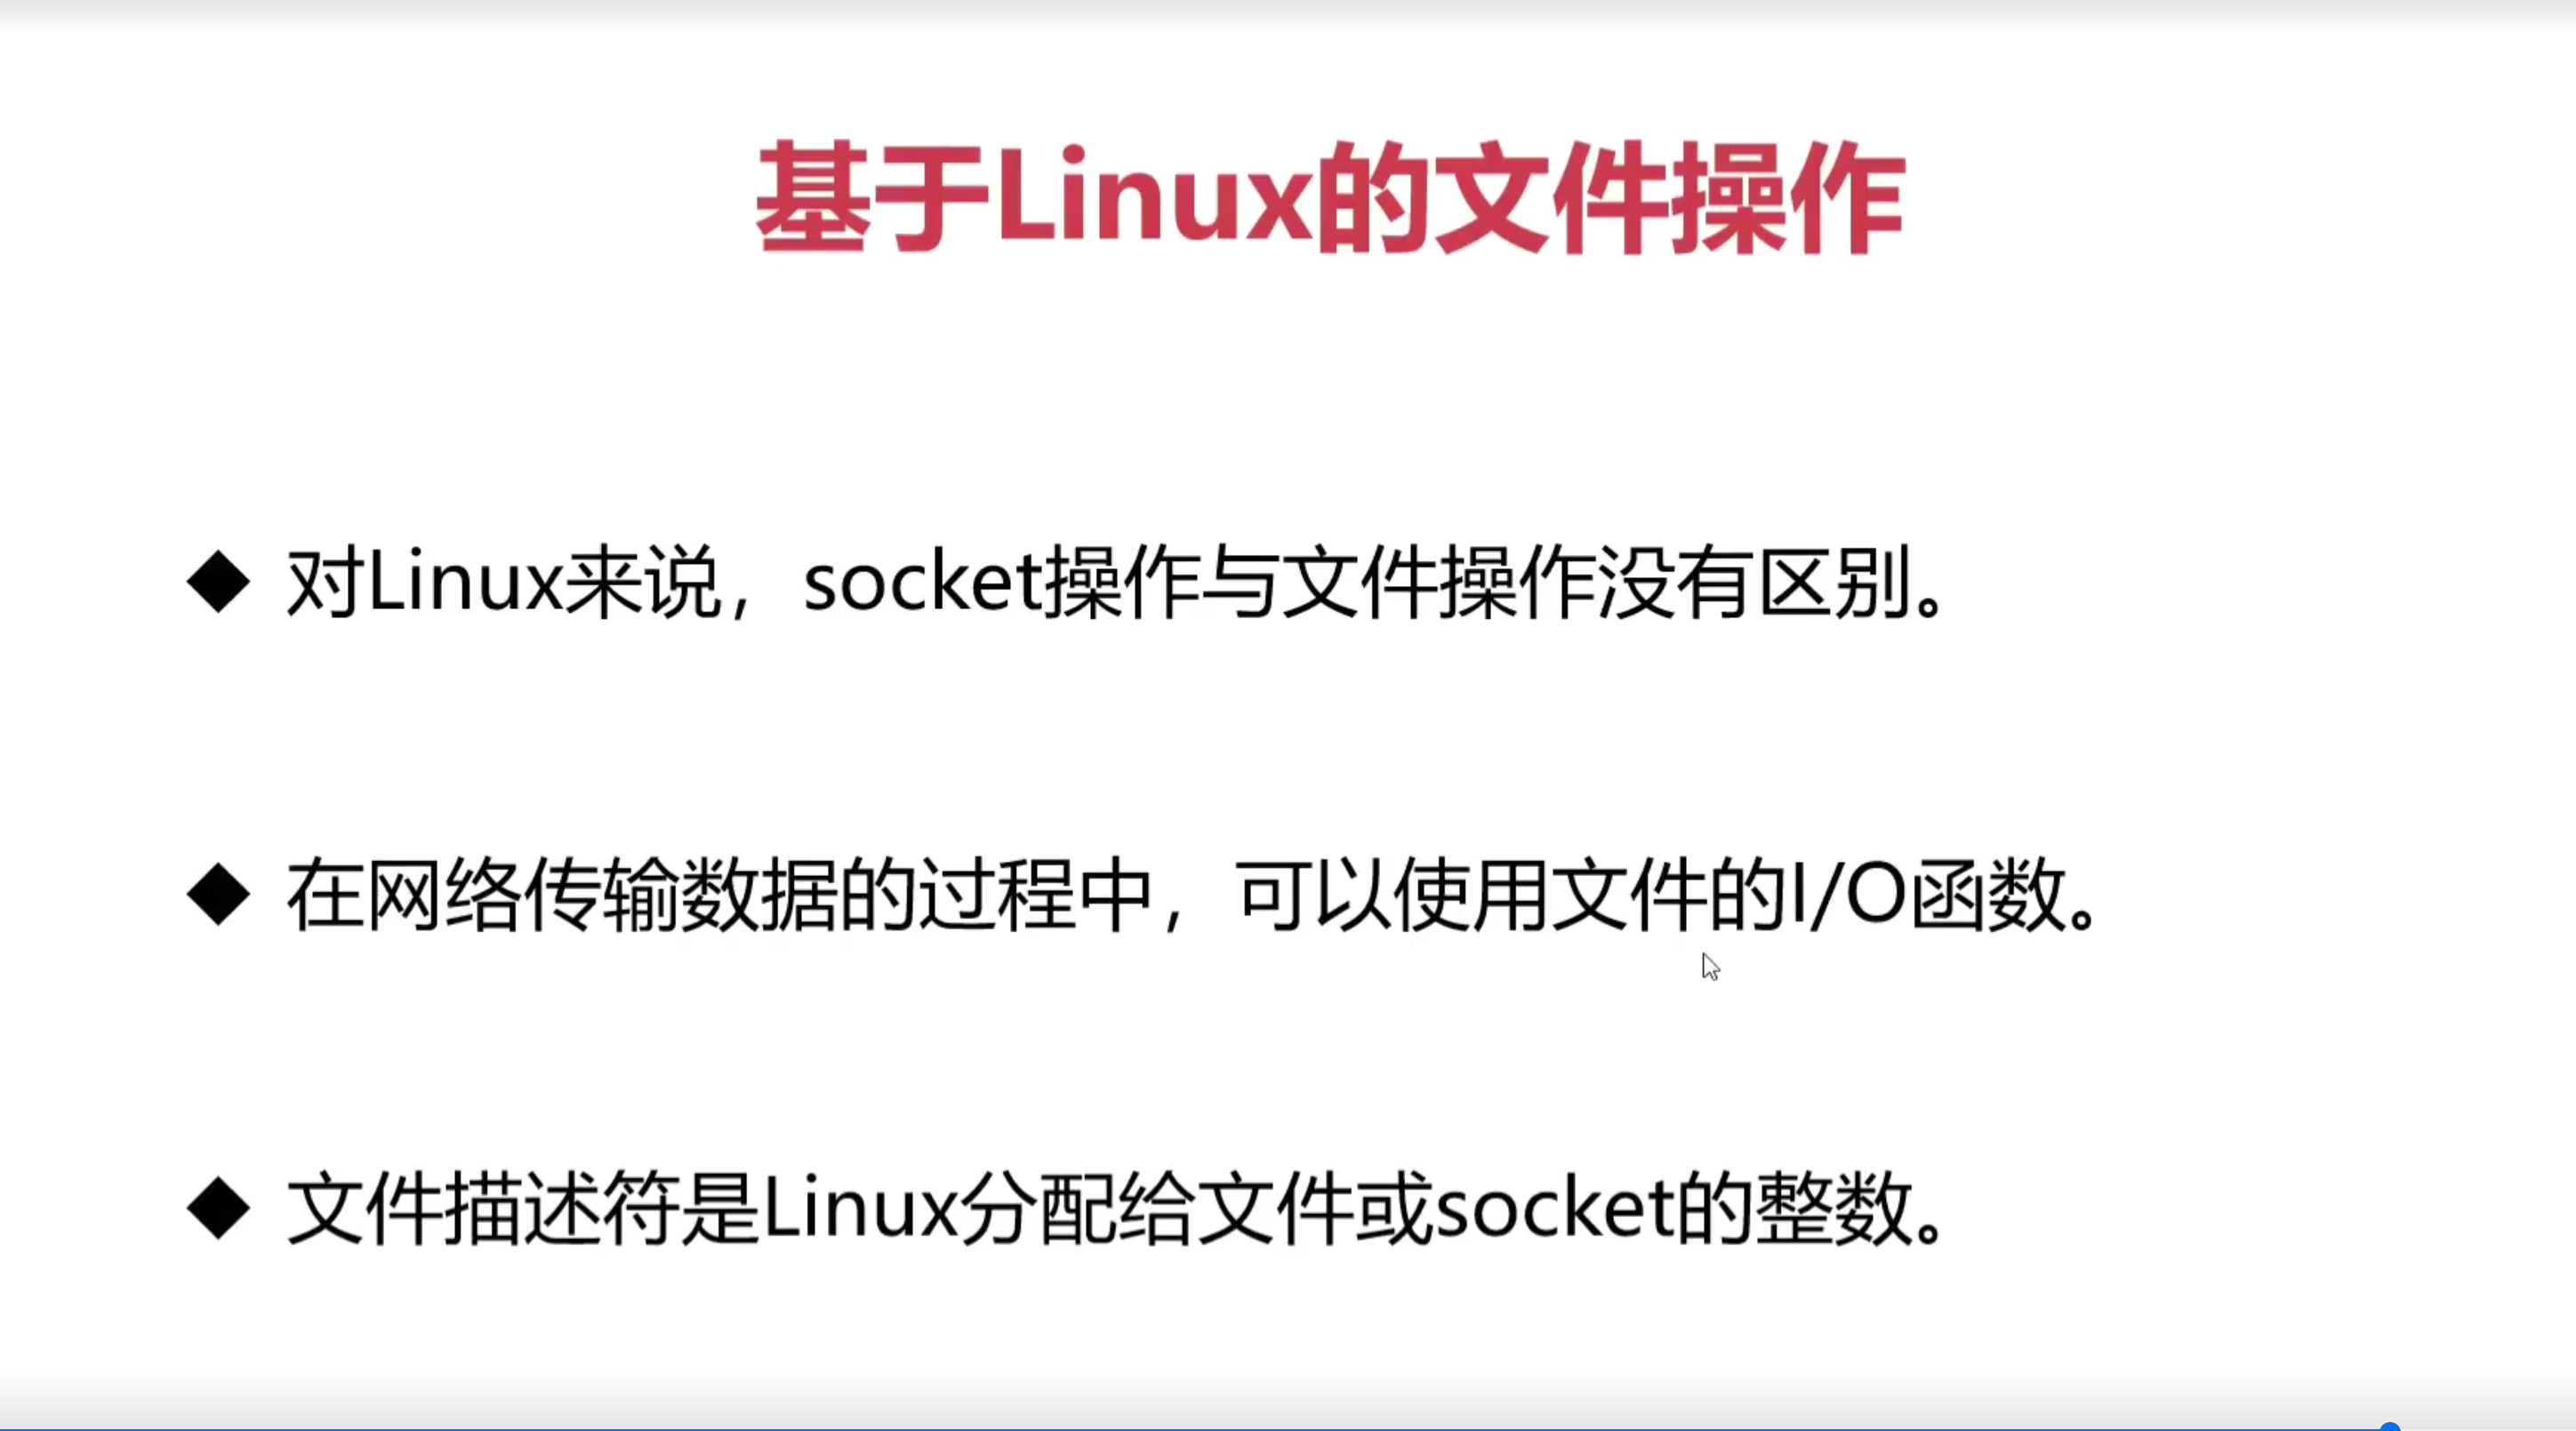 基于Linux的文件操作
◆ 对Linux来说，socket操作与文件操作没有区别。
◆ 在网络传输数据的过程中，可以使用文件的I/O函数。
◆ 文件描述符是Linux分配给文件或socket的整数。